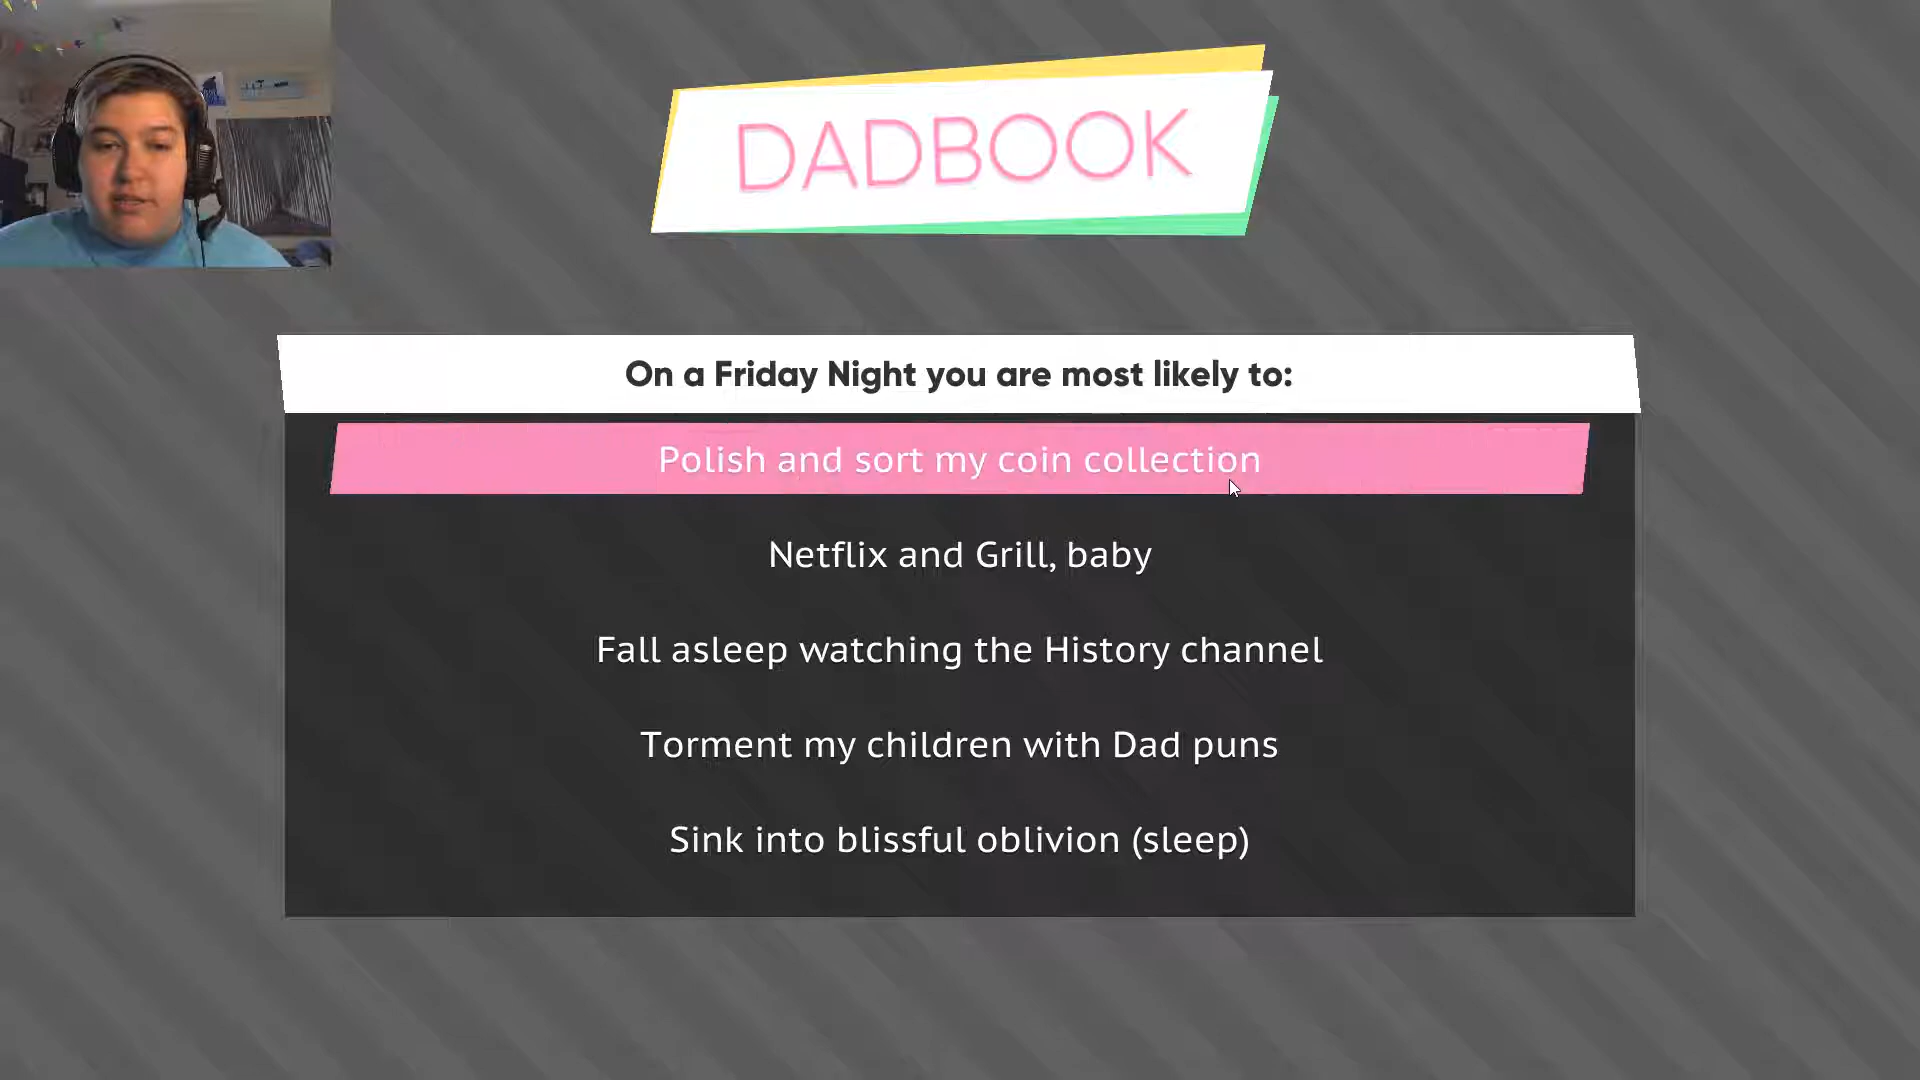 DADBOOK
On a Friday Night you are most likely to:
Polish and sort my coin collection
Netflix and Grill, baby
Fall asleep watching the History channel
Torment my children with Dad puns
Sink into blissful oblivion (sleep)